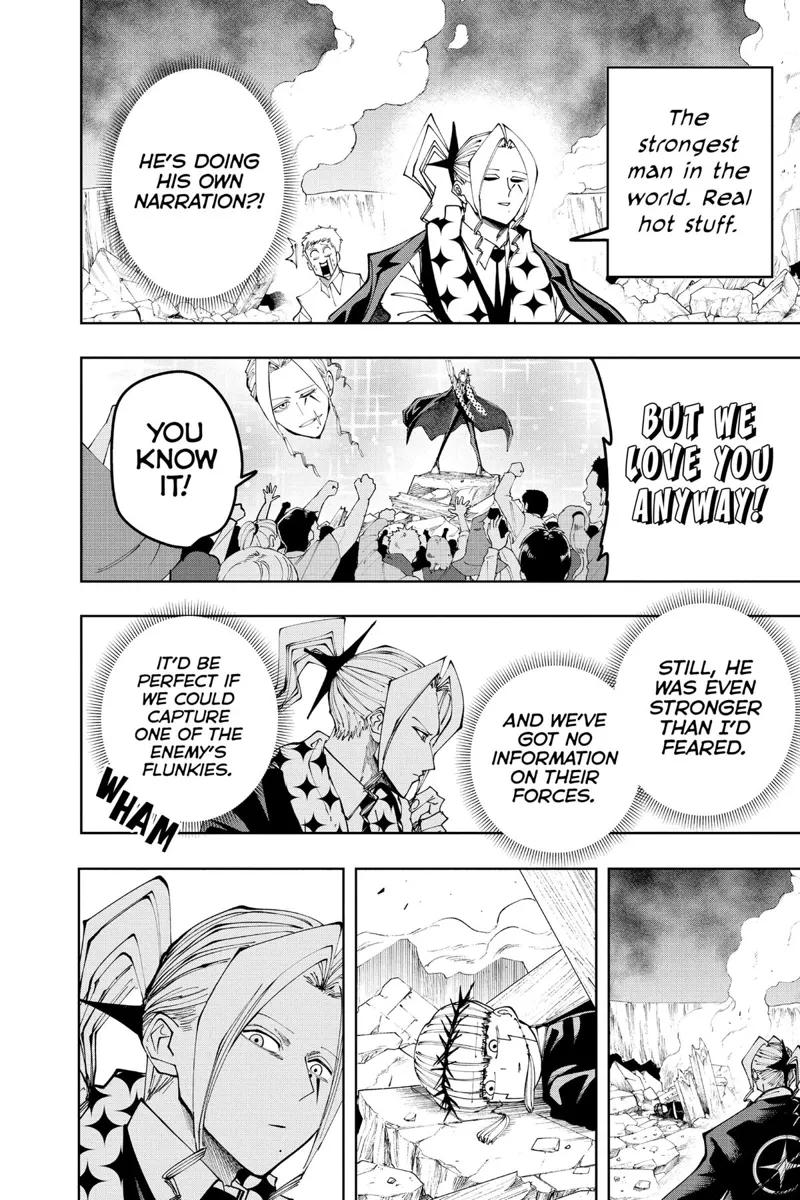 The
strongest
man in the
world. Real
hot stuff.
HE'S DOING
HIS OWN
NARRATION?!
BUT WE
LOVE YOU
ANYWAY!
YOU
KNOW
IT!
STILL, HE
WAS EVEN
STRONGER
THAN I'D
FEARED.
AND WE'VE
GOT NO
INFORMATION
ON THEIR
FORCES.
IT'D BE
PERFECT IF
WE COULD
CAPTURE
ONE OF THE
ENEMY'S
FLUNKIES.
WHAM